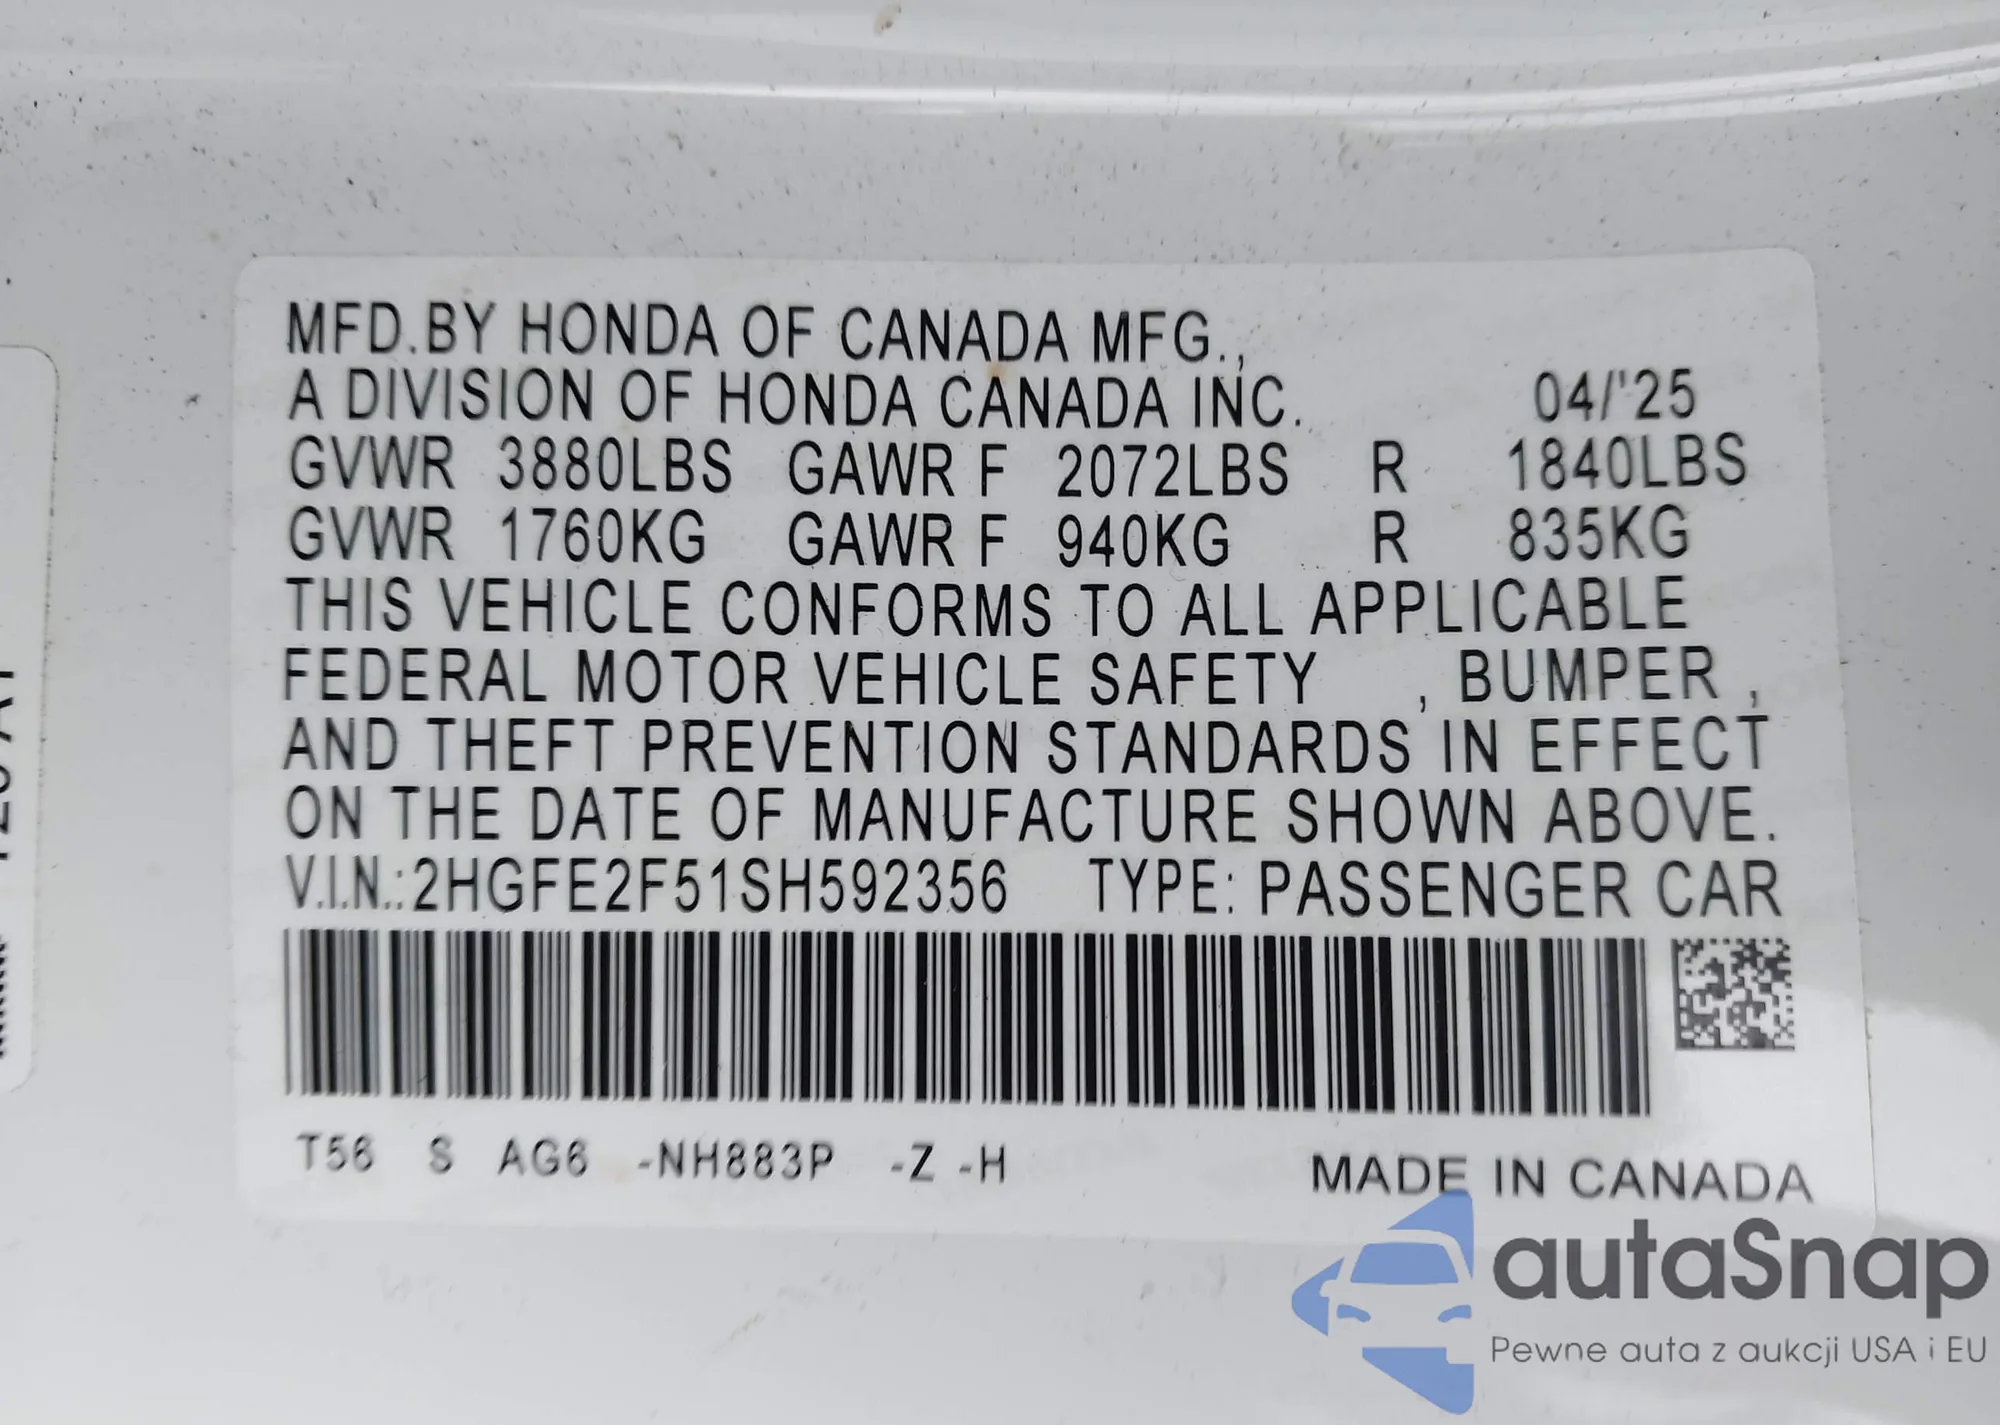 MFD.BY HONDA OF CANADA MFG.,
A DIVISION OF HONDA CANADA INC. 04/'25
GVWR 3880LBS GAWR F 2072LBS R 1840LBS
GVWR 1760KG GAWR F 940KG R 835KG
THIS VEHICLE CONFORMS TO ALL APPLICABLE
FEDERAL MOTOR VEHICLE SAFETY , BUMPER ,
AND THEFT PREVENTION STANDARDS IN EFFECT
ON THE DATE OF MANUFACTURE SHOWN ABOVE.
V.I.N.:2HGFE2F51SH592356 TYPE: PASSENGER CAR
T56 S AG6 -NH883P -Z -H
MADE IN CANADA
autaSnap
Pewne auta z aukcji USA i EU